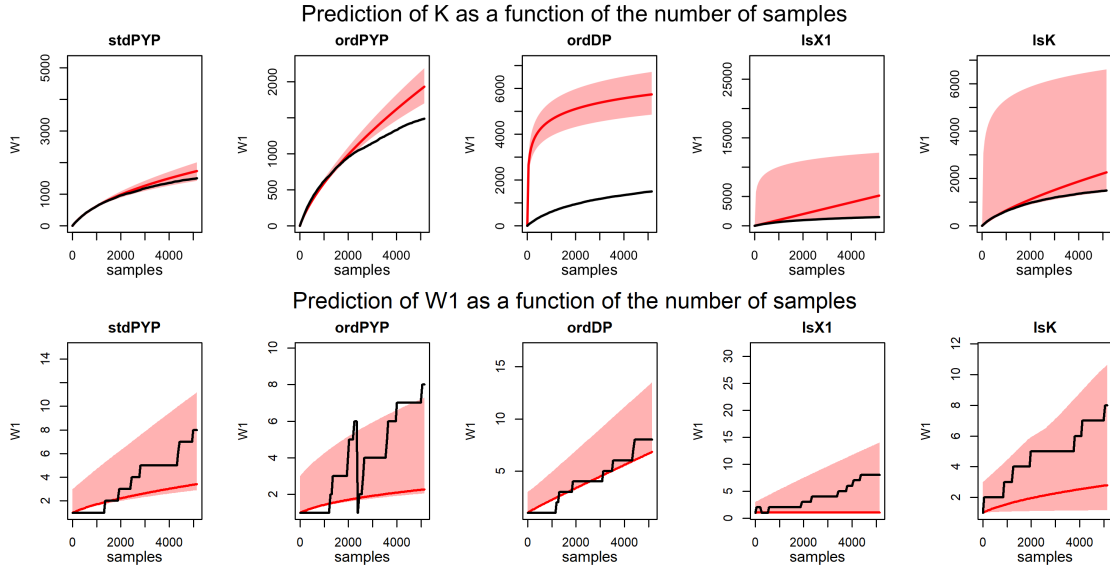 Prediction of K as a function of the number of samples
stdPYP ordPYP ordDP lsX1 lsK
W1 0 1000 3000 5000
W1 0 500 1000 2000
W1 0 2000 4000 6000
W1 0 5000 15000 25000
W1 0 2000 4000 6000
0 2000 4000 0 2000 4000 0 2000 4000 0 2000 4000 0 2000 4000
samples samples samples samples samples
Prediction of W1 as a function of the number of samples
stdPYP ordPYP ordDP lsX1 lsK
W1 2 4 6 8 10 14
W1 2 4 6 8 10
W1 5 10 15
W1 0 5 10 15 20 25 30
W1 2 4 6 8 10 12
0 2000 4000 0 2000 4000 0 2000 4000 0 2000 4000 0 2000 4000
samples samples samples samples samples